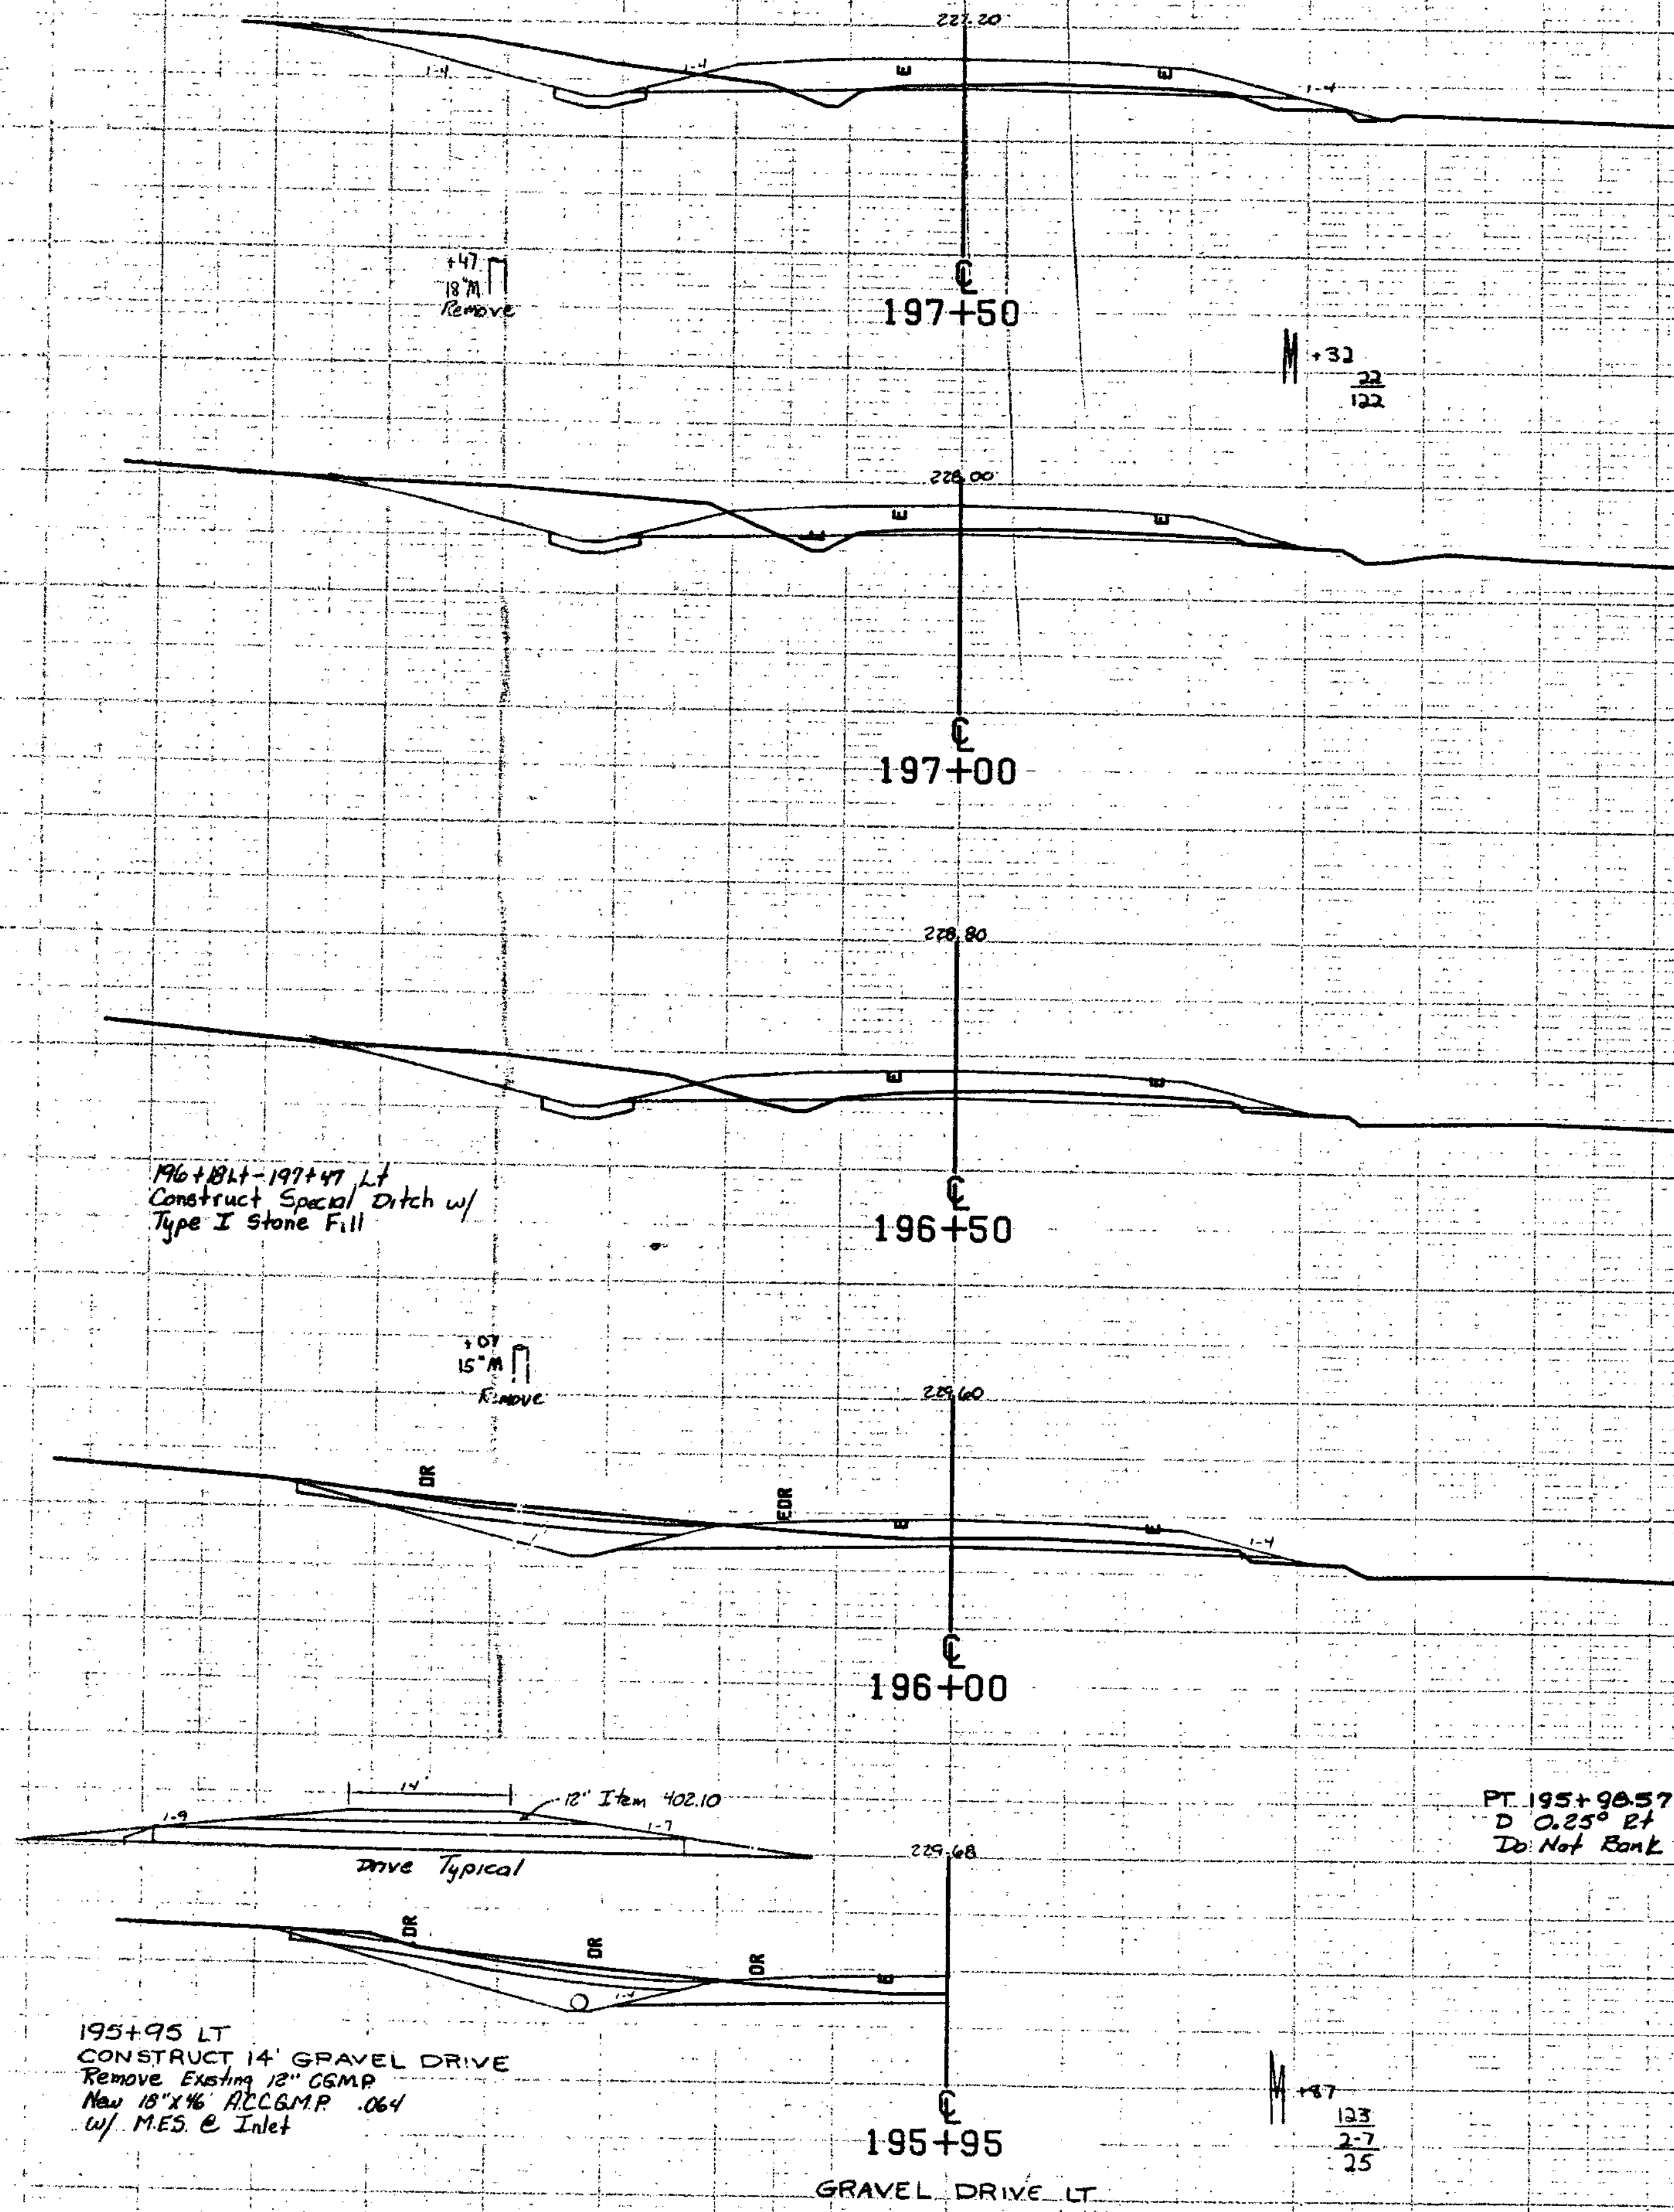 227.20
1-4
1-4
E
E
1-4
+47
18"M
Remove
℄
197+50
+32
22
122
228.00
E
E
E
℄
197+00
228.80
E
E
196+18Lt-197+47 Lt
Construct Special Ditch w/
Type I Stone Fill
℄
196+50
+07
15"M
Remove
229.60
DR
EDR
E
E
1-4
℄
196+00
14'
12" Item 402.10
1-9
1-7
Drive Typical
PT 195+98.57
D 0.25° Rt
Do Not Bank
229.68
DR
DR
DR
E
1-4
195+95 LT
CONSTRUCT 14' GRAVEL DRIVE
Remove Existing 12" CGMP
New 18"X46' A.C.C.G.M.P. .064
w/ M.E.S. @ Inlet
℄
195+95
+87
123
2-7
25
GRAVEL DRIVE LT